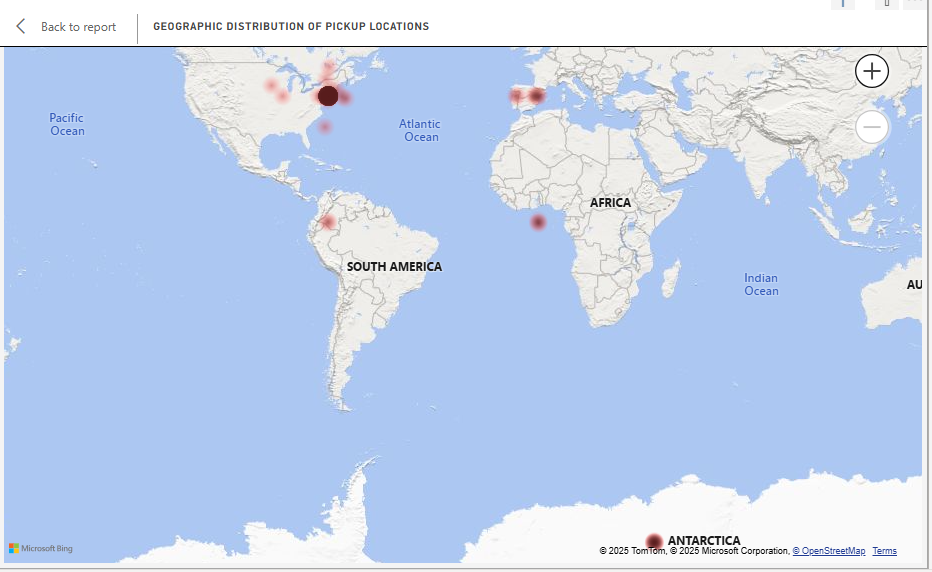 Back to report
GEOGRAPHIC DISTRIBUTION OF PICKUP LOCATIONS
Pacific
Ocean
Atlantic
Ocean
AFRICA
SOUTH AMERICA
Indian
Ocean
AU
ANTARCTICA
Microsoft Bing
© 2025 TomTom, © 2025 Microsoft Corporation, © OpenStreetMap Terms